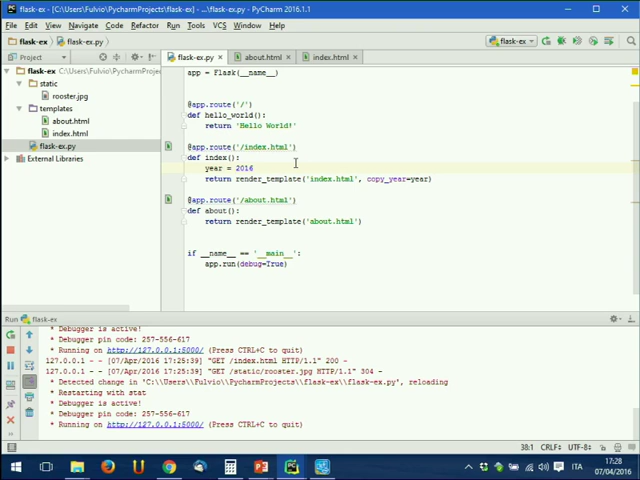 flask-ex - [C:\Users\Fulvio\PycharmProjects\flask-ex] - ...\flask-ex.py - PyCharm 2016.1.1
File Edit View Navigate Code Refactor Run Tools VCS Window Help
flask-ex flask-ex.py flask-ex
Project flask-ex.py about.html index.html
flask-ex C:\Users\Fulvio\PycharmProjec
static
rooster.jpg
templates
about.html
index.html
flask-ex.py
External Libraries
app = Flask(__name__)
@app.route('/')
def hello_world():
return 'Hello World!'
@app.route('/index.html')
def index():
year = 2016
return render_template('index.html', copy_year=year)
@app.route('/about.html')
def about():
return render_template('about.html')
if __name__ == '__main__':
app.run(debug=True)
Run flask-ex
* Debugger is active!
* Debugger pin code: 257-556-617
* Running on http://127.0.0.1:5000/ (Press CTRL+C to quit)
127.0.0.1 - - [07/Apr/2016 17:25:39] "GET /index.html HTTP/1.1" 200 -
127.0.0.1 - - [07/Apr/2016 17:25:39] "GET /static/rooster.jpg HTTP/1.1" 304 -
* Detected change in 'C:\\Users\\Fulvio\\PycharmProjects\\flask-ex\\flask-ex.py', reloading
* Restarting with stat
* Debugger is active!
* Debugger pin code: 257-556-617
* Running on http://127.0.0.1:5000/ (Press CTRL+C to quit)
38:1 CRLF÷ UTF-8÷
ITA
17:28
07/04/2016